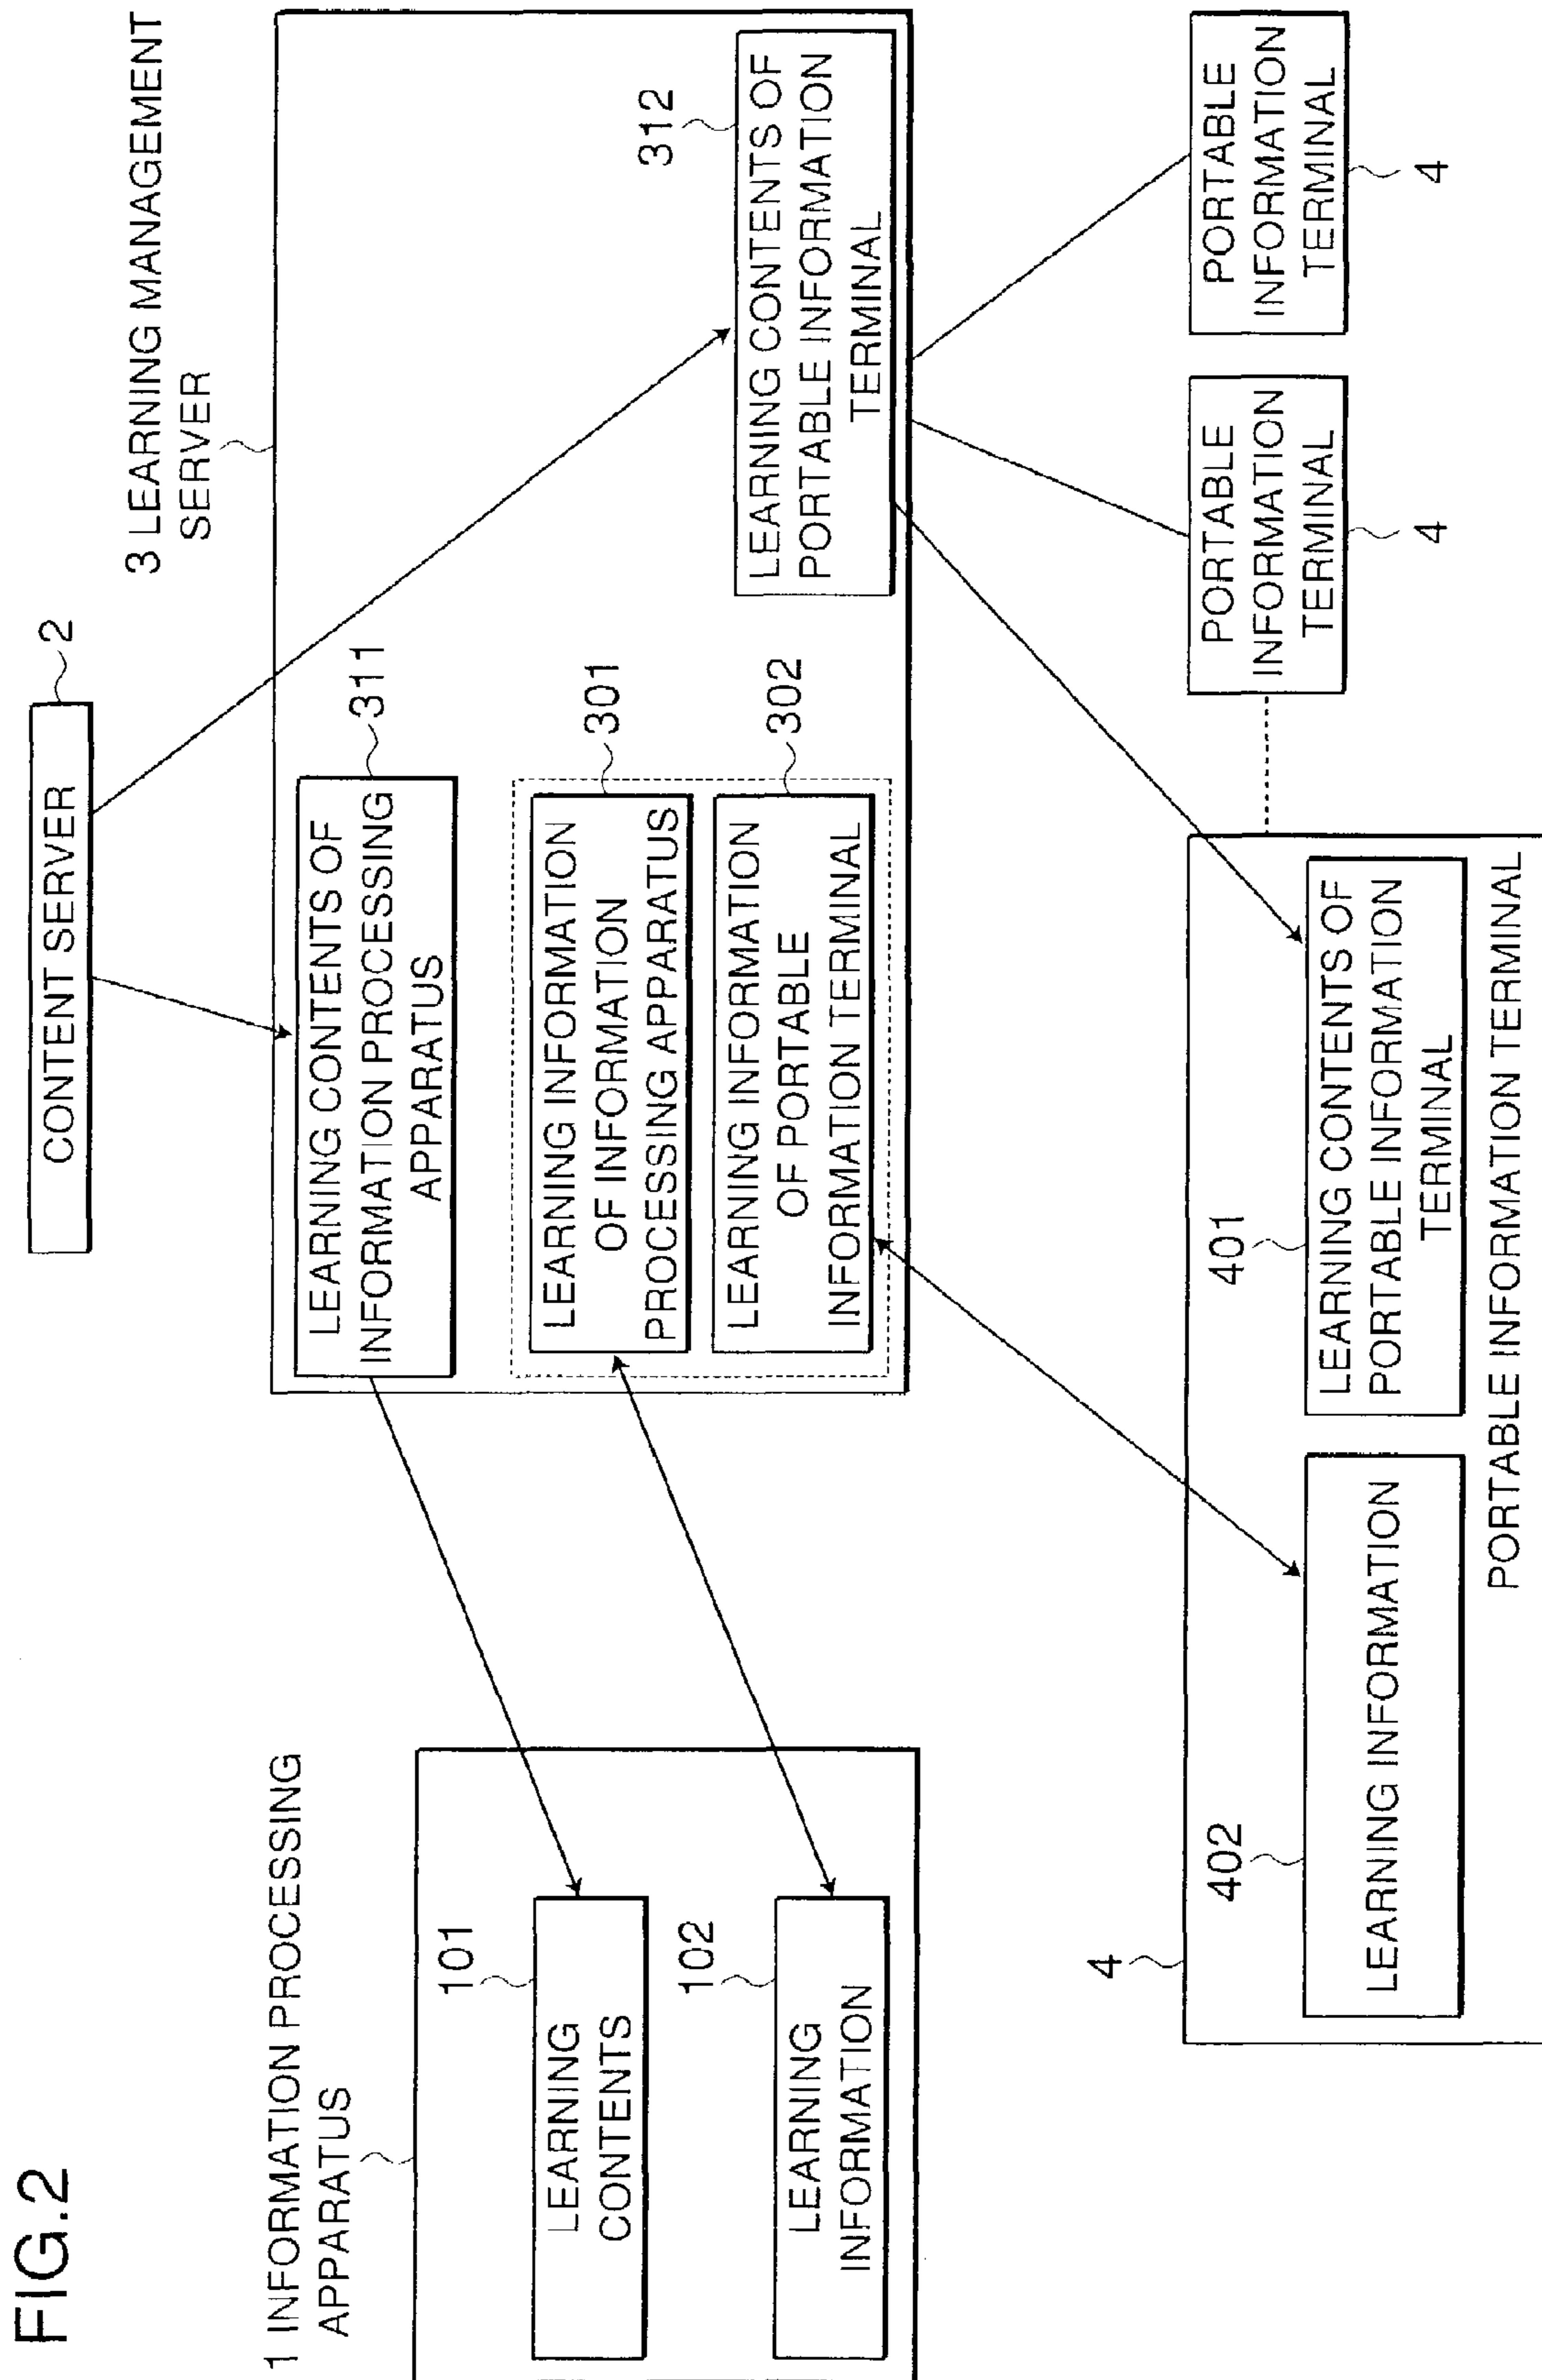 FIG.2
CONTENT SERVER
2
3 LEARNING MANAGEMENT
SERVER
1 INFORMATION PROCESSING
APPARATUS
101
LEARNING
CONTENTS
102
LEARNING
INFORMATION
LEARNING CONTENTS OF
INFORMATION PROCESSING
APPARATUS
311
LEARNING INFORMATION
OF INFORMATION
PROCESSING APPARATUS
301
LEARNING INFORMATION
OF PORTABLE
INFORMATION TERMINAL
302
312
LEARNING CONTENTS OF
PORTABLE INFORMATION
TERMINAL
4
402
LEARNING INFORMATION
401
LEARNING CONTENTS OF
PORTABLE INFORMATION
TERMINAL
PORTABLE INFORMATION TERMINAL
PORTABLE
INFORMATION
TERMINAL
4
PORTABLE
INFORMATION
TERMINAL
4